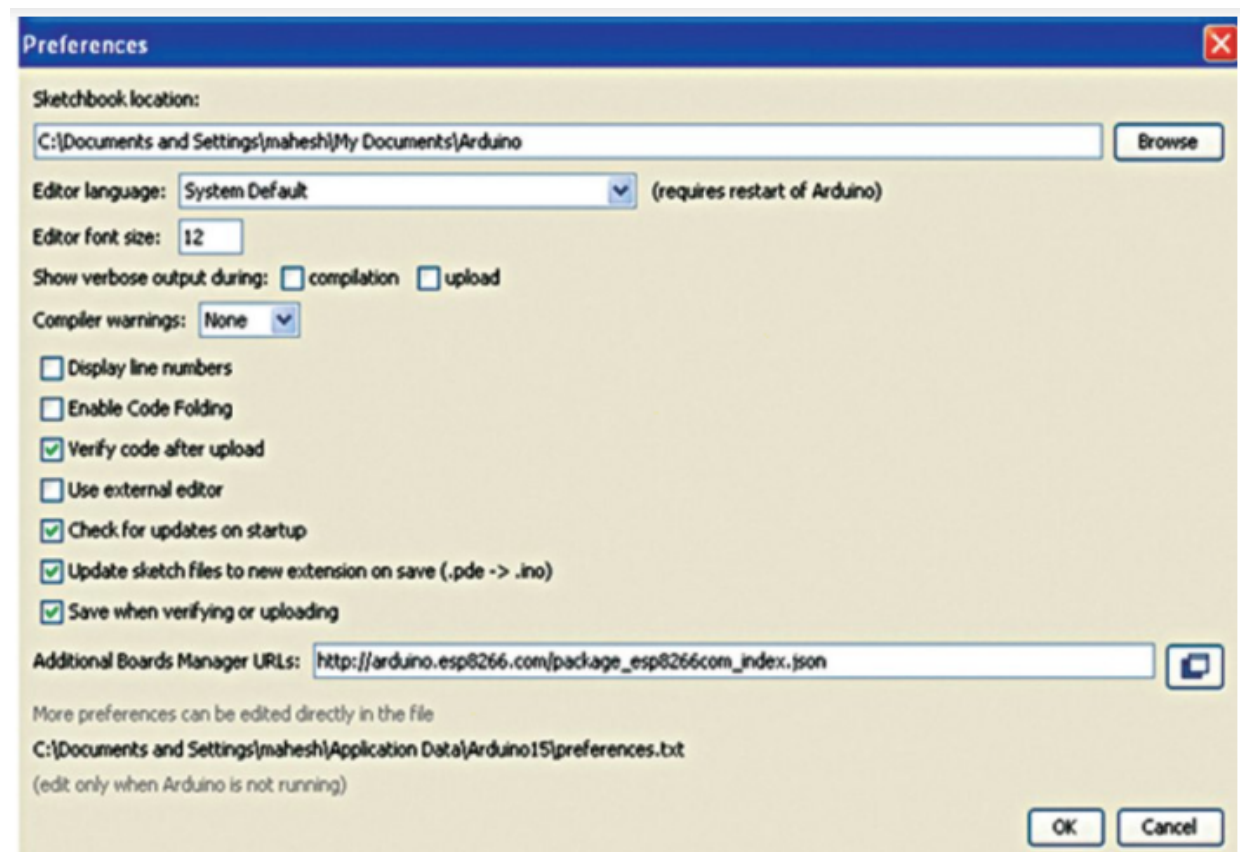 Preferences
Sketchbook location:
C:\Documents and Settings\mahesh\My Documents\Arduino Browse
Editor language: System Default (requires restart of Arduino)
Editor font size: 12
Show verbose output during: compilation upload
Compiler warnings: None
Display line numbers
Enable Code Folding
Verify code after upload
Use external editor
Check for updates on startup
Update sketch files to new extension on save (.pde -> .ino)
Save when verifying or uploading
Additional Boards Manager URLs: http://arduino.esp8266.com/package_esp8266com_index.json
More preferences can be edited directly in the file
C:\Documents and Settings\mahesh\Application Data\Arduino15\preferences.txt
(edit only when Arduino is not running)
OK Cancel